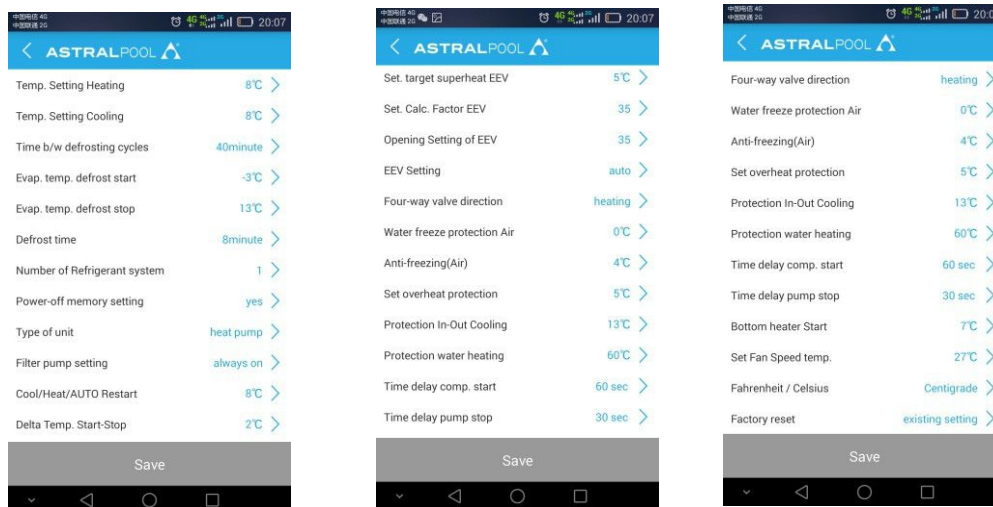 中国电信 4G
中国联通 2G
4G
20:07
ASTRALPOOL
Temp. Setting Heating 8℃
Temp. Setting Cooling 8℃
Time b/w defrosting cycles 40minute
Evap. temp. defrost start -3℃
Evap. temp. defrost stop 13℃
Defrost time 8minute
Number of Refrigerant system 1
Power-off memory setting yes
Type of unit heat pump
Filter pump setting always on
Cool/Heat/AUTO Restart 8℃
Delta Temp. Start-Stop 2℃
Save
中国电信 4G
中国联通 2G
4G
20:07
ASTRALPOOL
Set. target superheat EEV 5℃
Set. Calc. Factor EEV 35
Opening Setting of EEV 35
EEV Setting auto
Four-way valve direction heating
Water freeze protection Air 0℃
Anti-freezing(Air) 4℃
Set overheat protection 5℃
Protection In-Out Cooling 13℃
Protection water heating 60℃
Time delay comp. start 60 sec
Time delay pump stop 30 sec
Save
中国电信 4G
中国联通 2G
4G
20:0
ASTRALPOOL
Four-way valve direction heating
Water freeze protection Air 0℃
Anti-freezing(Air) 4℃
Set overheat protection 5℃
Protection In-Out Cooling 13℃
Protection water heating 60℃
Time delay comp. start 60 sec
Time delay pump stop 30 sec
Bottom heater Start 7℃
Set Fan Speed temp. 27℃
Fahrenheit / Celsius Centigrade
Factory reset existing setting
Save